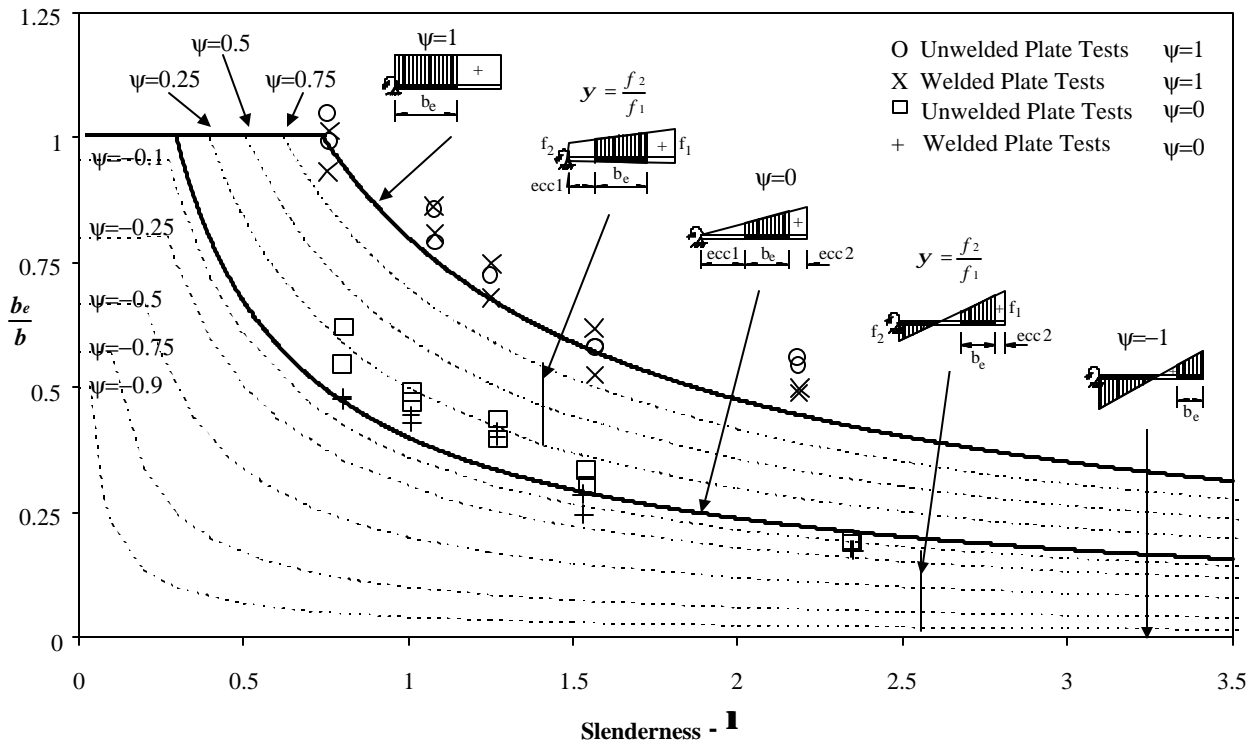 1.25
1
0.75
0.5
0.25
0
be
b
0
0.5
1
1.5
2
2.5
3
3.5
Slenderness - l
ψ=0.25
ψ=0.5
ψ=0.75
ψ=1
+
be
y = f2
f1
f2
+
f1
ecc1
be
ψ=0
+
ecc1
be
ecc2
y = f2
f1
f2
+
f1
ecc2
be
ψ=−1
be
ψ=−0.1
ψ=−0.25
ψ=−0.5
ψ=−0.75
ψ=−0.9
O Unwelded Plate Tests ψ=1
X Welded Plate Tests ψ=1
□ Unwelded Plate Tests ψ=0
+ Welded Plate Tests ψ=0